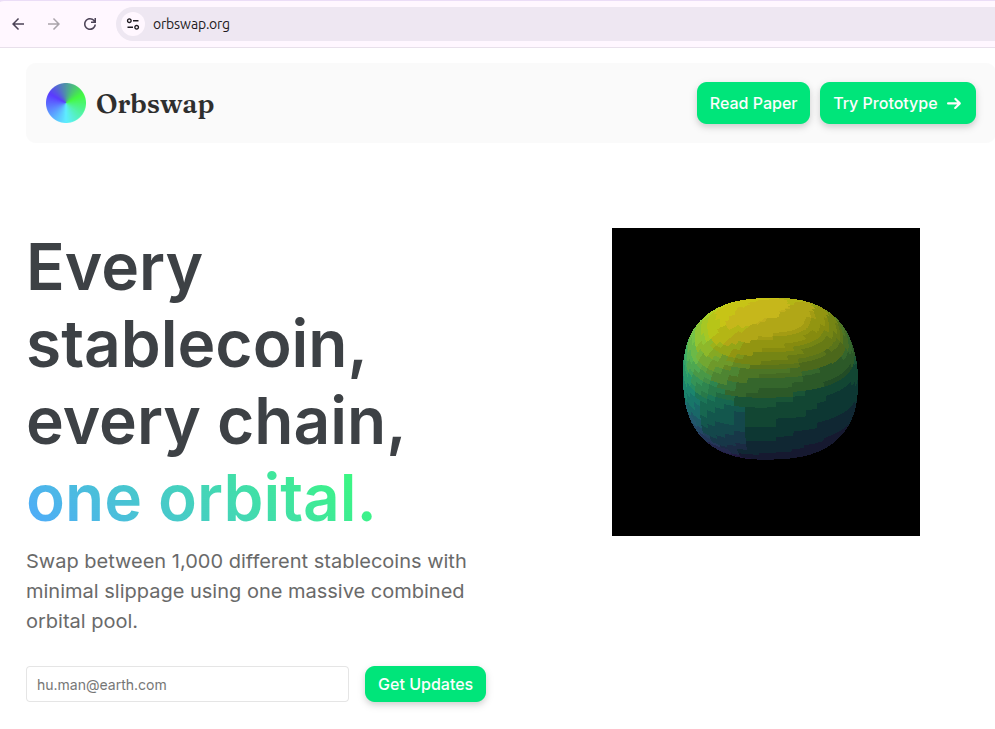 orbswap.org
Orbswap
Read Paper
Try Prototype →
Every
stablecoin,
every chain,
one orbital.
Swap between 1,000 different stablecoins with
minimal slippage using one massive combined
orbital pool.
hu.man@earth.com
Get Updates